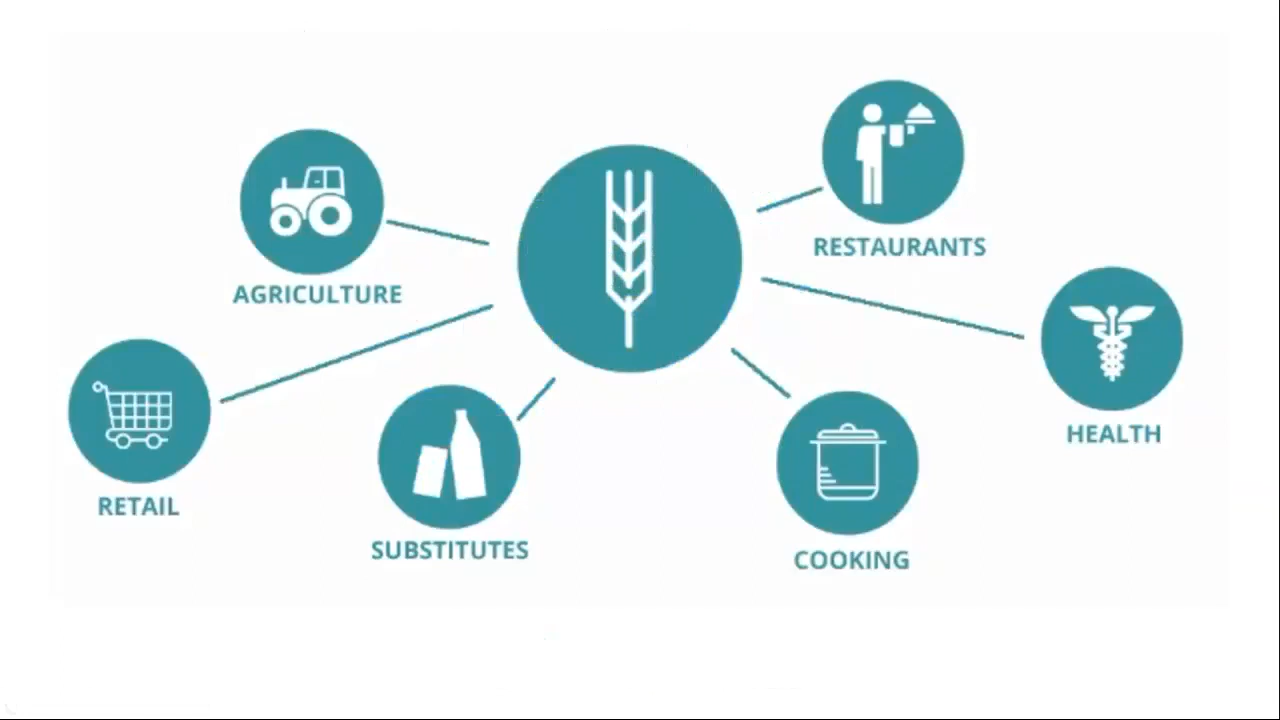 RESTAURANTS
AGRICULTURE
HEALTH
RETAIL
SUBSTITUTES
COOKING